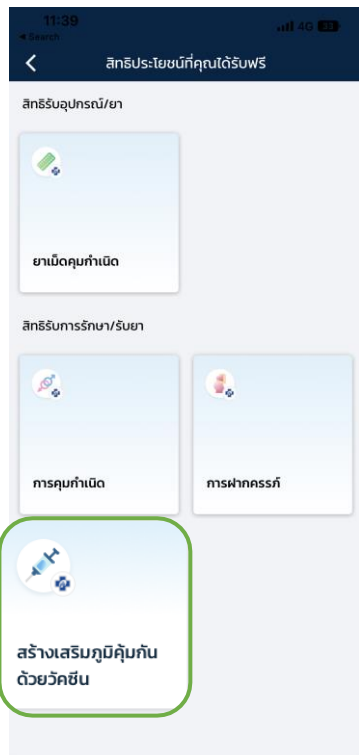 11:39
4G 33
◀ Search
สิทธิประโยชน์ที่คุณได้รับฟรี
สิทธิรับอุปกรณ์/ยา
ยาเม็ดคุมกำเนิด
สิทธิรับการรักษา/รับยา
การคุมกำเนิด
การฝากครรภ์
สร้างเสริมภูมิคุ้มกัน
ด้วยวัคซีน